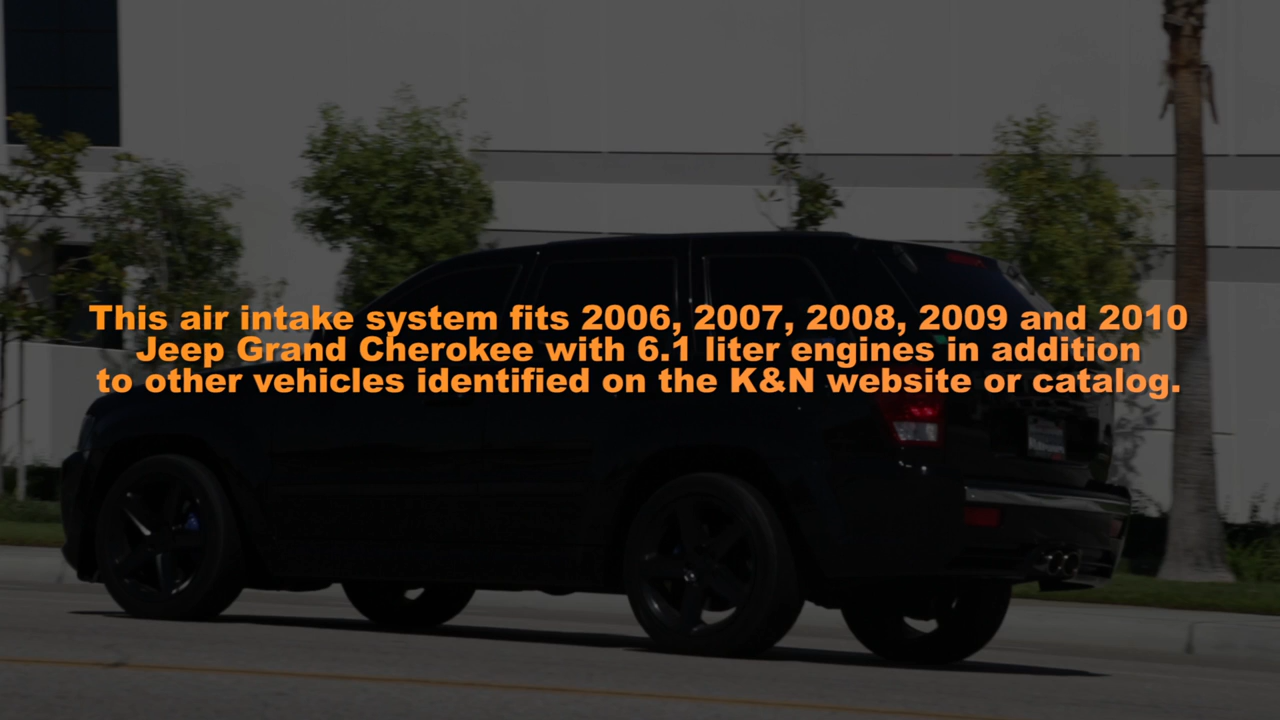 This air intake system fits 2006, 2007, 2008, 2009 and 2010
Jeep Grand Cherokee with 6.1 liter engines in addition
to other vehicles identified on the K&N website or catalog.